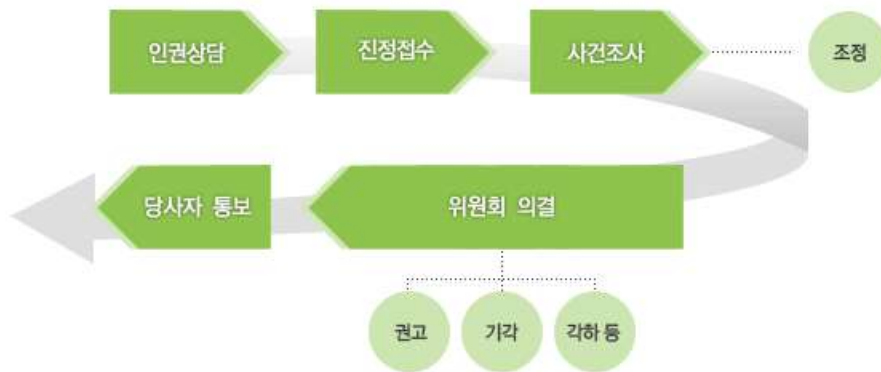 인권상담
진정접수
사건조사
조정
위원회 의결
당사자 통보
권고
기각
각하 등